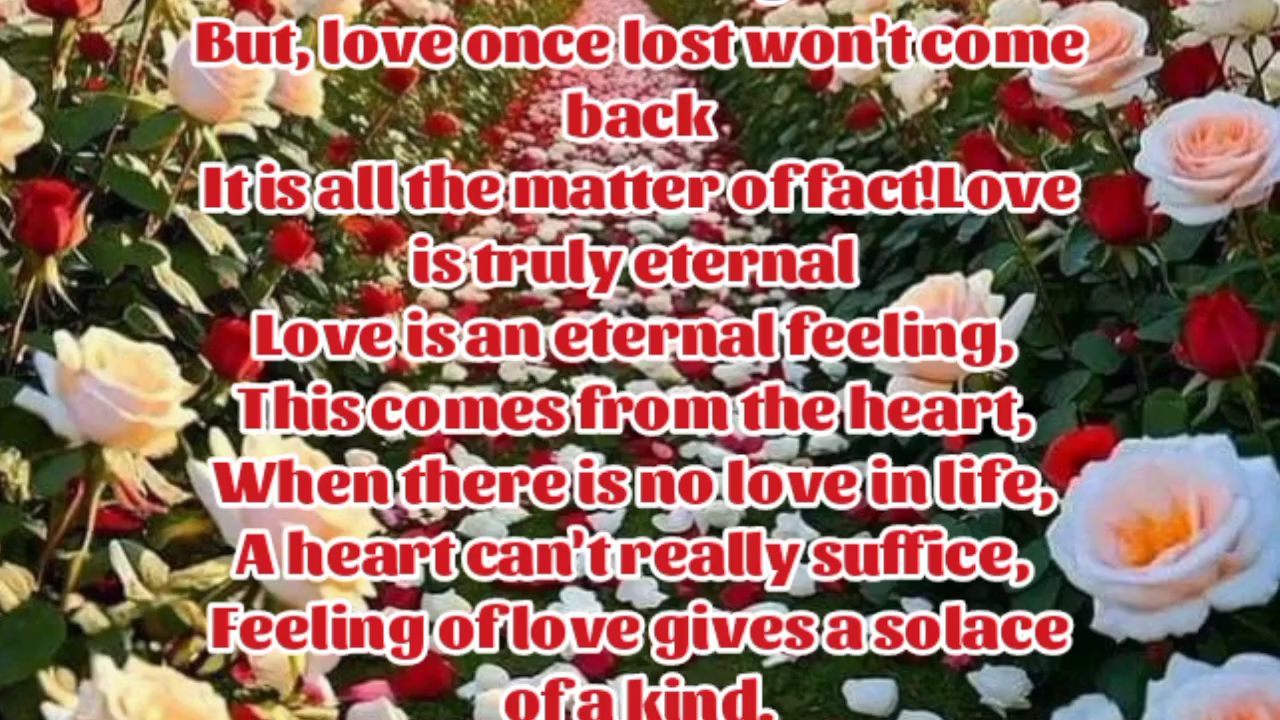 But, love once lost won't come
back
It is all the matter of fact!Love
is truly eternal
Love is an eternal feeling,
This comes from the heart,
When there is no love in life,
A heart can't really suffice,
Feeling of love gives a solace
of a kind.